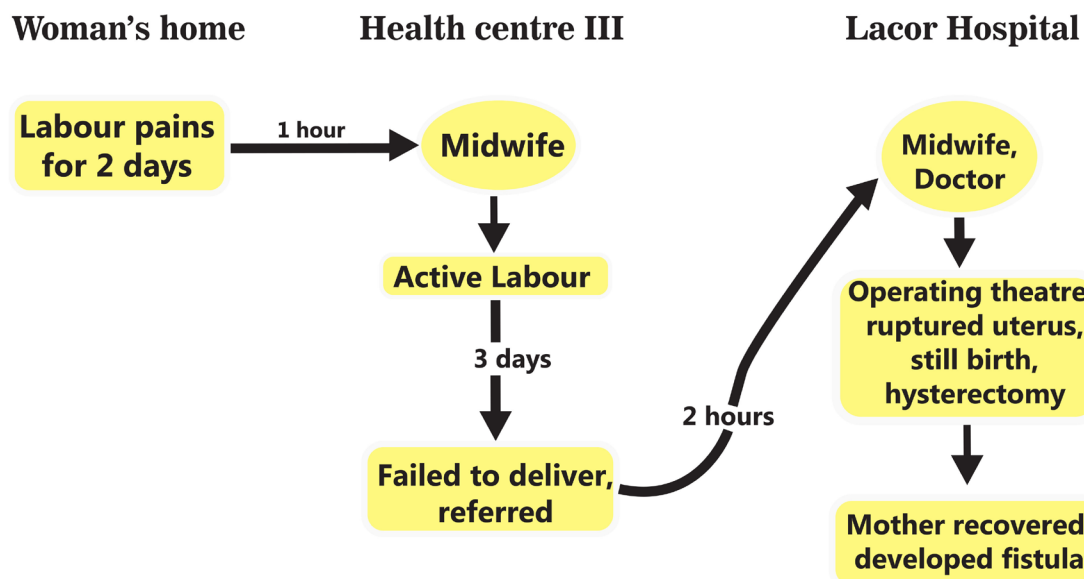 Woman's home
Health centre III
Lacor Hospital
Labour pains
for 2 days
1 hour
Midwife
Active Labour
3 days
Failed to deliver,
referred
2 hours
Midwife,
Doctor
Operating theatre
ruptured uterus,
still birth,
hysterectomy
Mother recovered
developed fistula